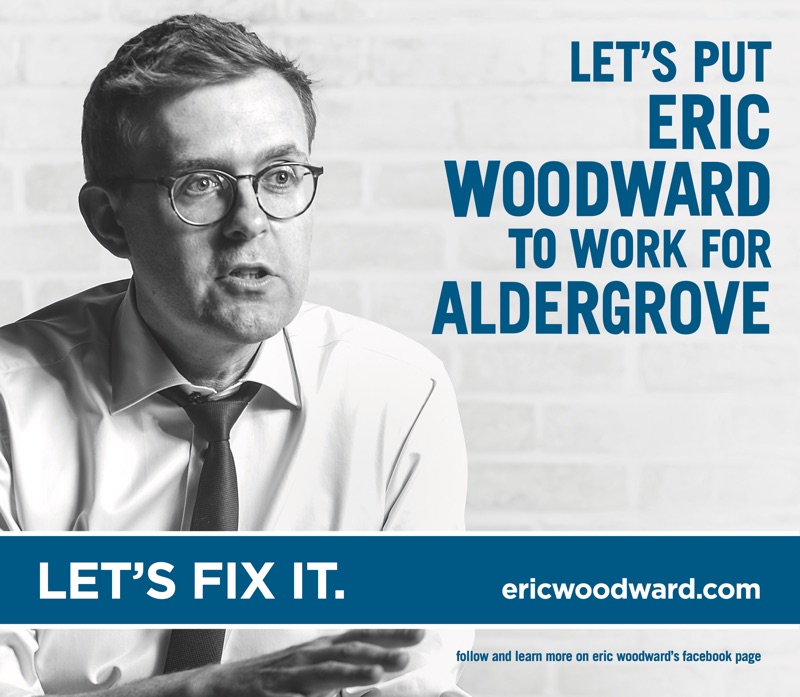 LET'S PUT
ERIC
WOODWARD
TO WORK FOR
ALDERGROVE
LET'S FIX IT.
ericwoodward.com
follow and learn more on eric woodward's facebook page